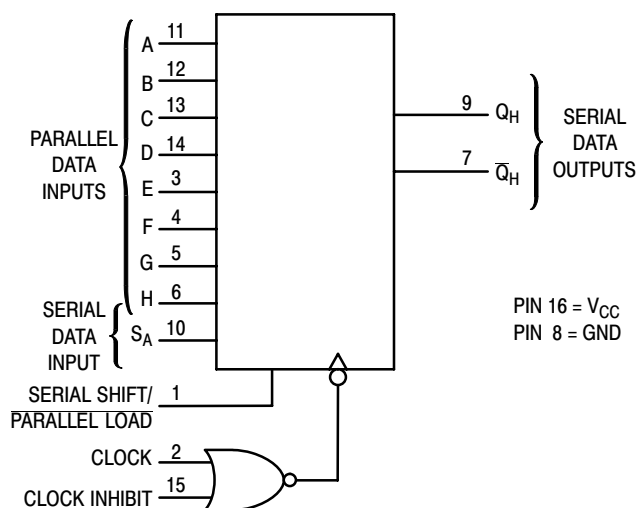 PARALLEL
DATA
INPUTS
A 11
B 12
C 13
D 14
E 3
F 4
G 5
H 6
SERIAL
DATA
INPUT
S_A 10
SERIAL SHIFT/
PARALLEL LOAD 1
CLOCK 2
CLOCK INHIBIT 15
9 Q_H
7 Q̅_H
SERIAL
DATA
OUTPUTS
PIN 16 = V_CC
PIN 8 = GND